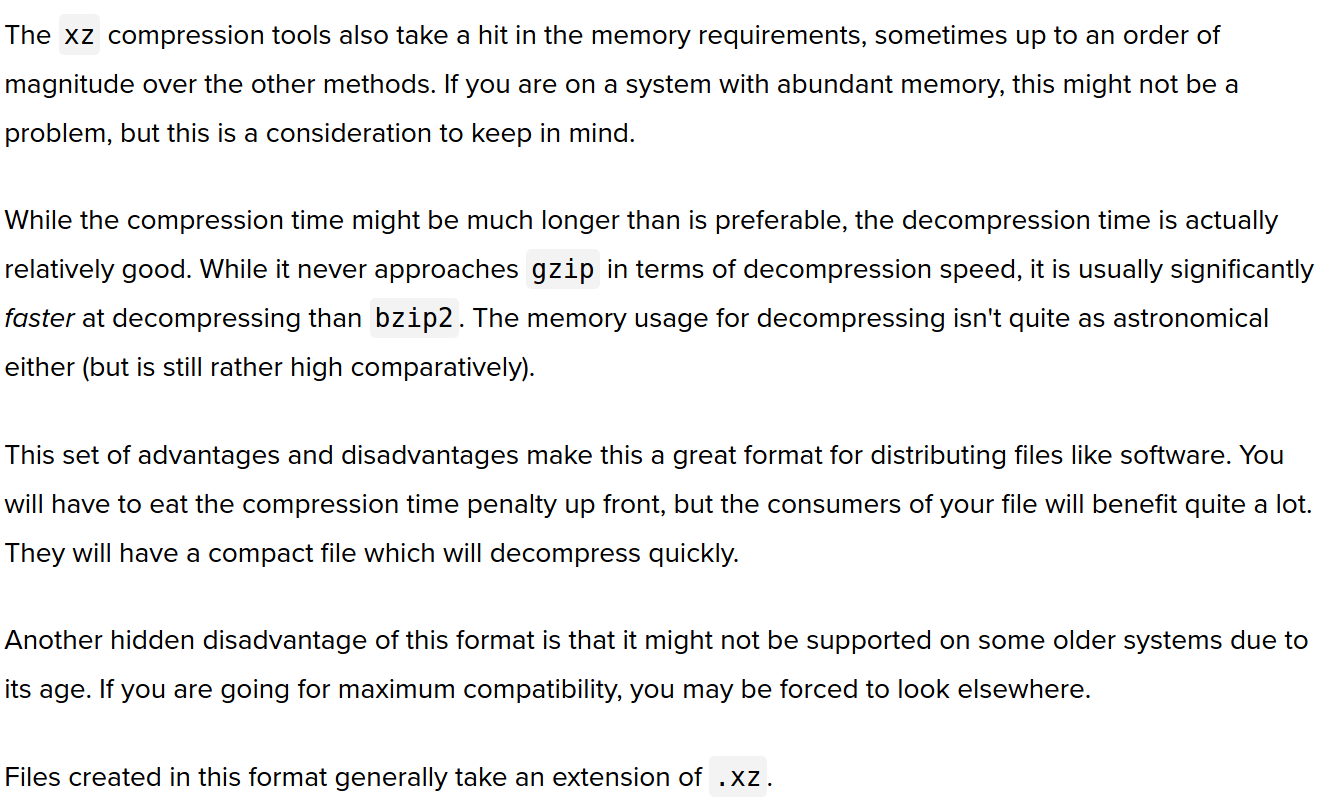 The xz compression tools also take a hit in the memory requirements, sometimes up to an order of
magnitude over the other methods. If you are on a system with abundant memory, this might not be a
problem, but this is a consideration to keep in mind.
While the compression time might be much longer than is preferable, the decompression time is actually
relatively good. While it never approaches gzip in terms of decompression speed, it is usually significantly
faster at decompressing than bzip2. The memory usage for decompressing isn't quite as astronomical
either (but is still rather high comparatively).
This set of advantages and disadvantages make this a great format for distributing files like software. You
will have to eat the compression time penalty up front, but the consumers of your file will benefit quite a lot.
They will have a compact file which will decompress quickly.
Another hidden disadvantage of this format is that it might not be supported on some older systems due to
its age. If you are going for maximum compatibility, you may be forced to look elsewhere.
Files created in this format generally take an extension of .xz.